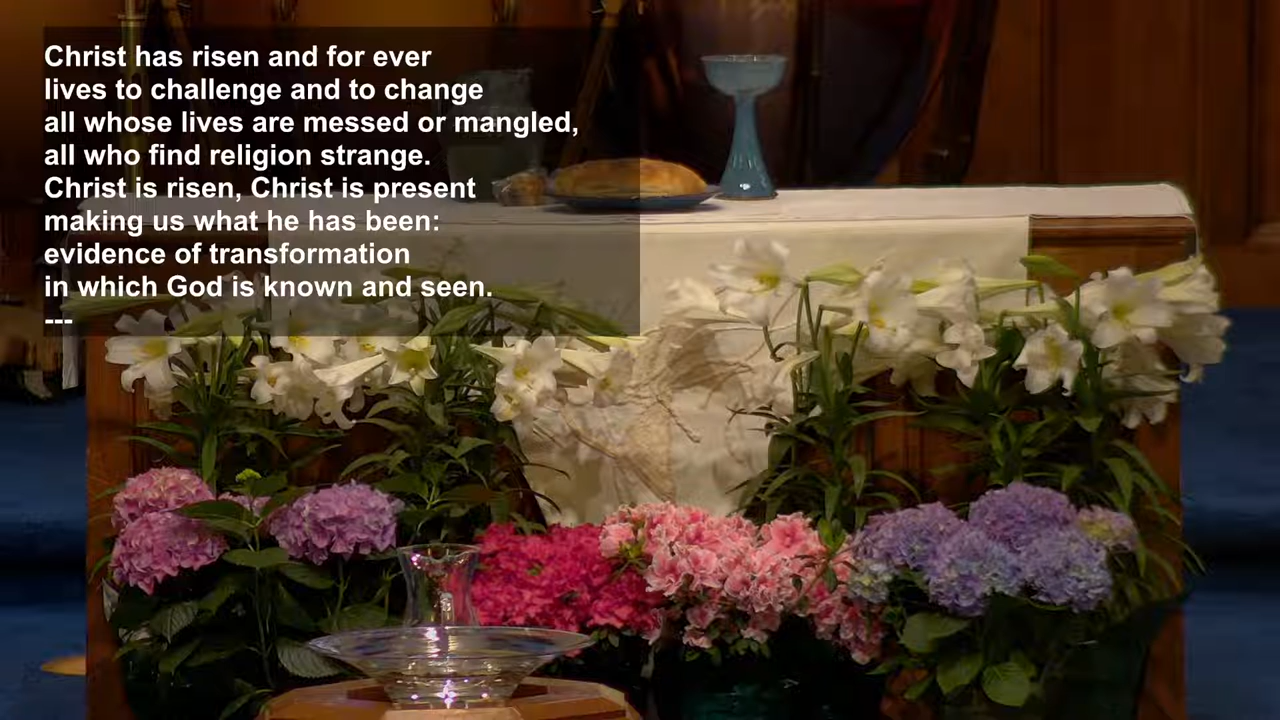 Christ has risen and for ever
lives to challenge and to change
all whose lives are messed or mangled,
all who find religion strange.
Christ is risen, Christ is present
making us what he has been:
evidence of transformation
in which God is known and seen.
---